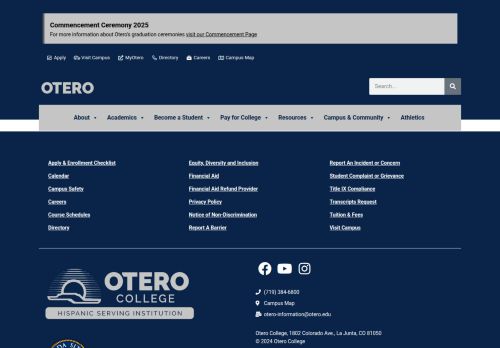 Commencement Ceremony 2025
For more information about Otero's graduation ceremonies visit our Commencement Page
Apply
Visit Campus
MyOtero
Directory
Careers
Campus Map
OTERO
Search...
About
Academics
Become a Student
Pay for College
Resources
Campus & Community
Athletics
Apply & Enrollment Checklist
Calendar
Campus Safety
Careers
Course Schedules
Directory
Equity, Diversity and Inclusion
Financial Aid
Financial Aid Refund Provider
Privacy Policy
Notice of Non-Discrimination
Report A Barrier
Report An Incident or Concern
Student Complaint or Grievance
Title IX Compliance
Transcripts Request
Tuition & Fees
Visit Campus
OTERO
COLLEGE
HISPANIC SERVING INSTITUTION
(719) 384-6800
Campus Map
otero-information@otero.edu
Otero College, 1802 Colorado Ave., La Junta, CO 81050
© 2024 Otero College